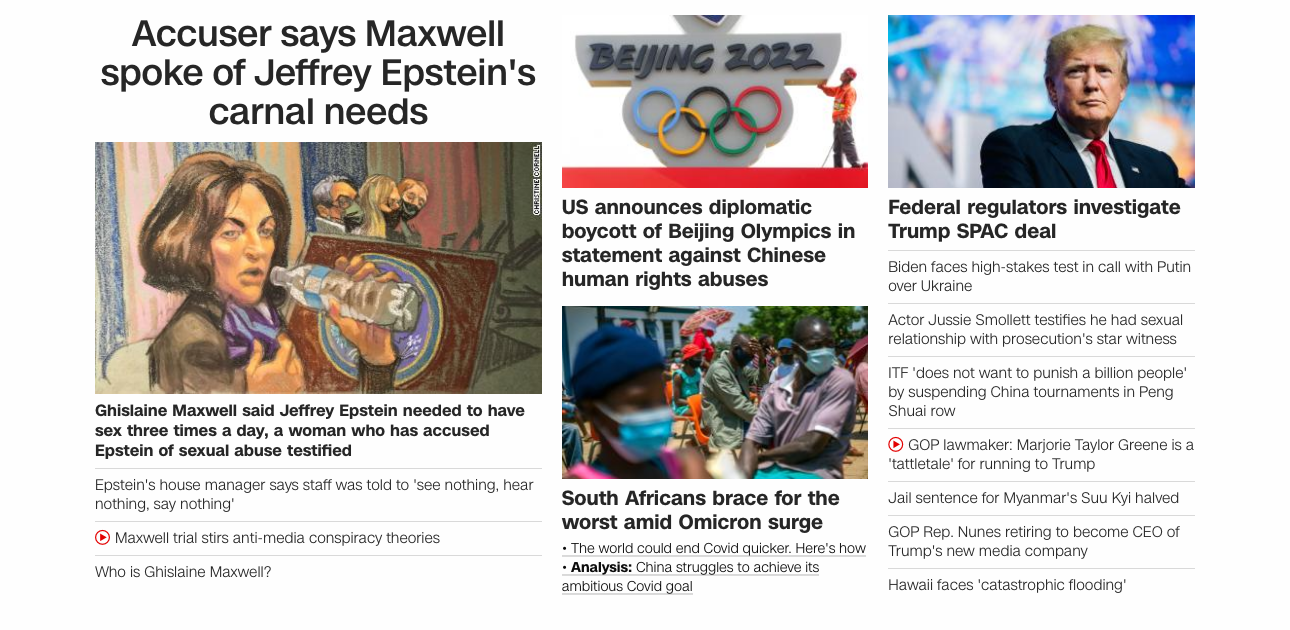 Accuser says Maxwell
spoke of Jeffrey Epstein's
carnal needs
CHRISTINE CORNELL
Ghislaine Maxwell said Jeffrey Epstein needed to have
sex three times a day, a woman who has accused
Epstein of sexual abuse testified
Epstein's house manager says staff was told to 'see nothing, hear
nothing, say nothing'
Maxwell trial stirs anti-media conspiracy theories
Who is Ghislaine Maxwell?
BEIJING 2022
US announces diplomatic
boycott of Beijing Olympics in
statement against Chinese
human rights abuses
South Africans brace for the
worst amid Omicron surge
• The world could end Covid quicker. Here's how
• Analysis: China struggles to achieve its
ambitious Covid goal
Federal regulators investigate
Trump SPAC deal
Biden faces high-stakes test in call with Putin
over Ukraine
Actor Jussie Smollett testifies he had sexual
relationship with prosecution's star witness
ITF 'does not want to punish a billion people'
by suspending China tournaments in Peng
Shuai row
GOP lawmaker: Marjorie Taylor Greene is a
'tattletale' for running to Trump
Jail sentence for Myanmar's Suu Kyi halved
GOP Rep. Nunes retiring to become CEO of
Trump's new media company
Hawaii faces 'catastrophic flooding'